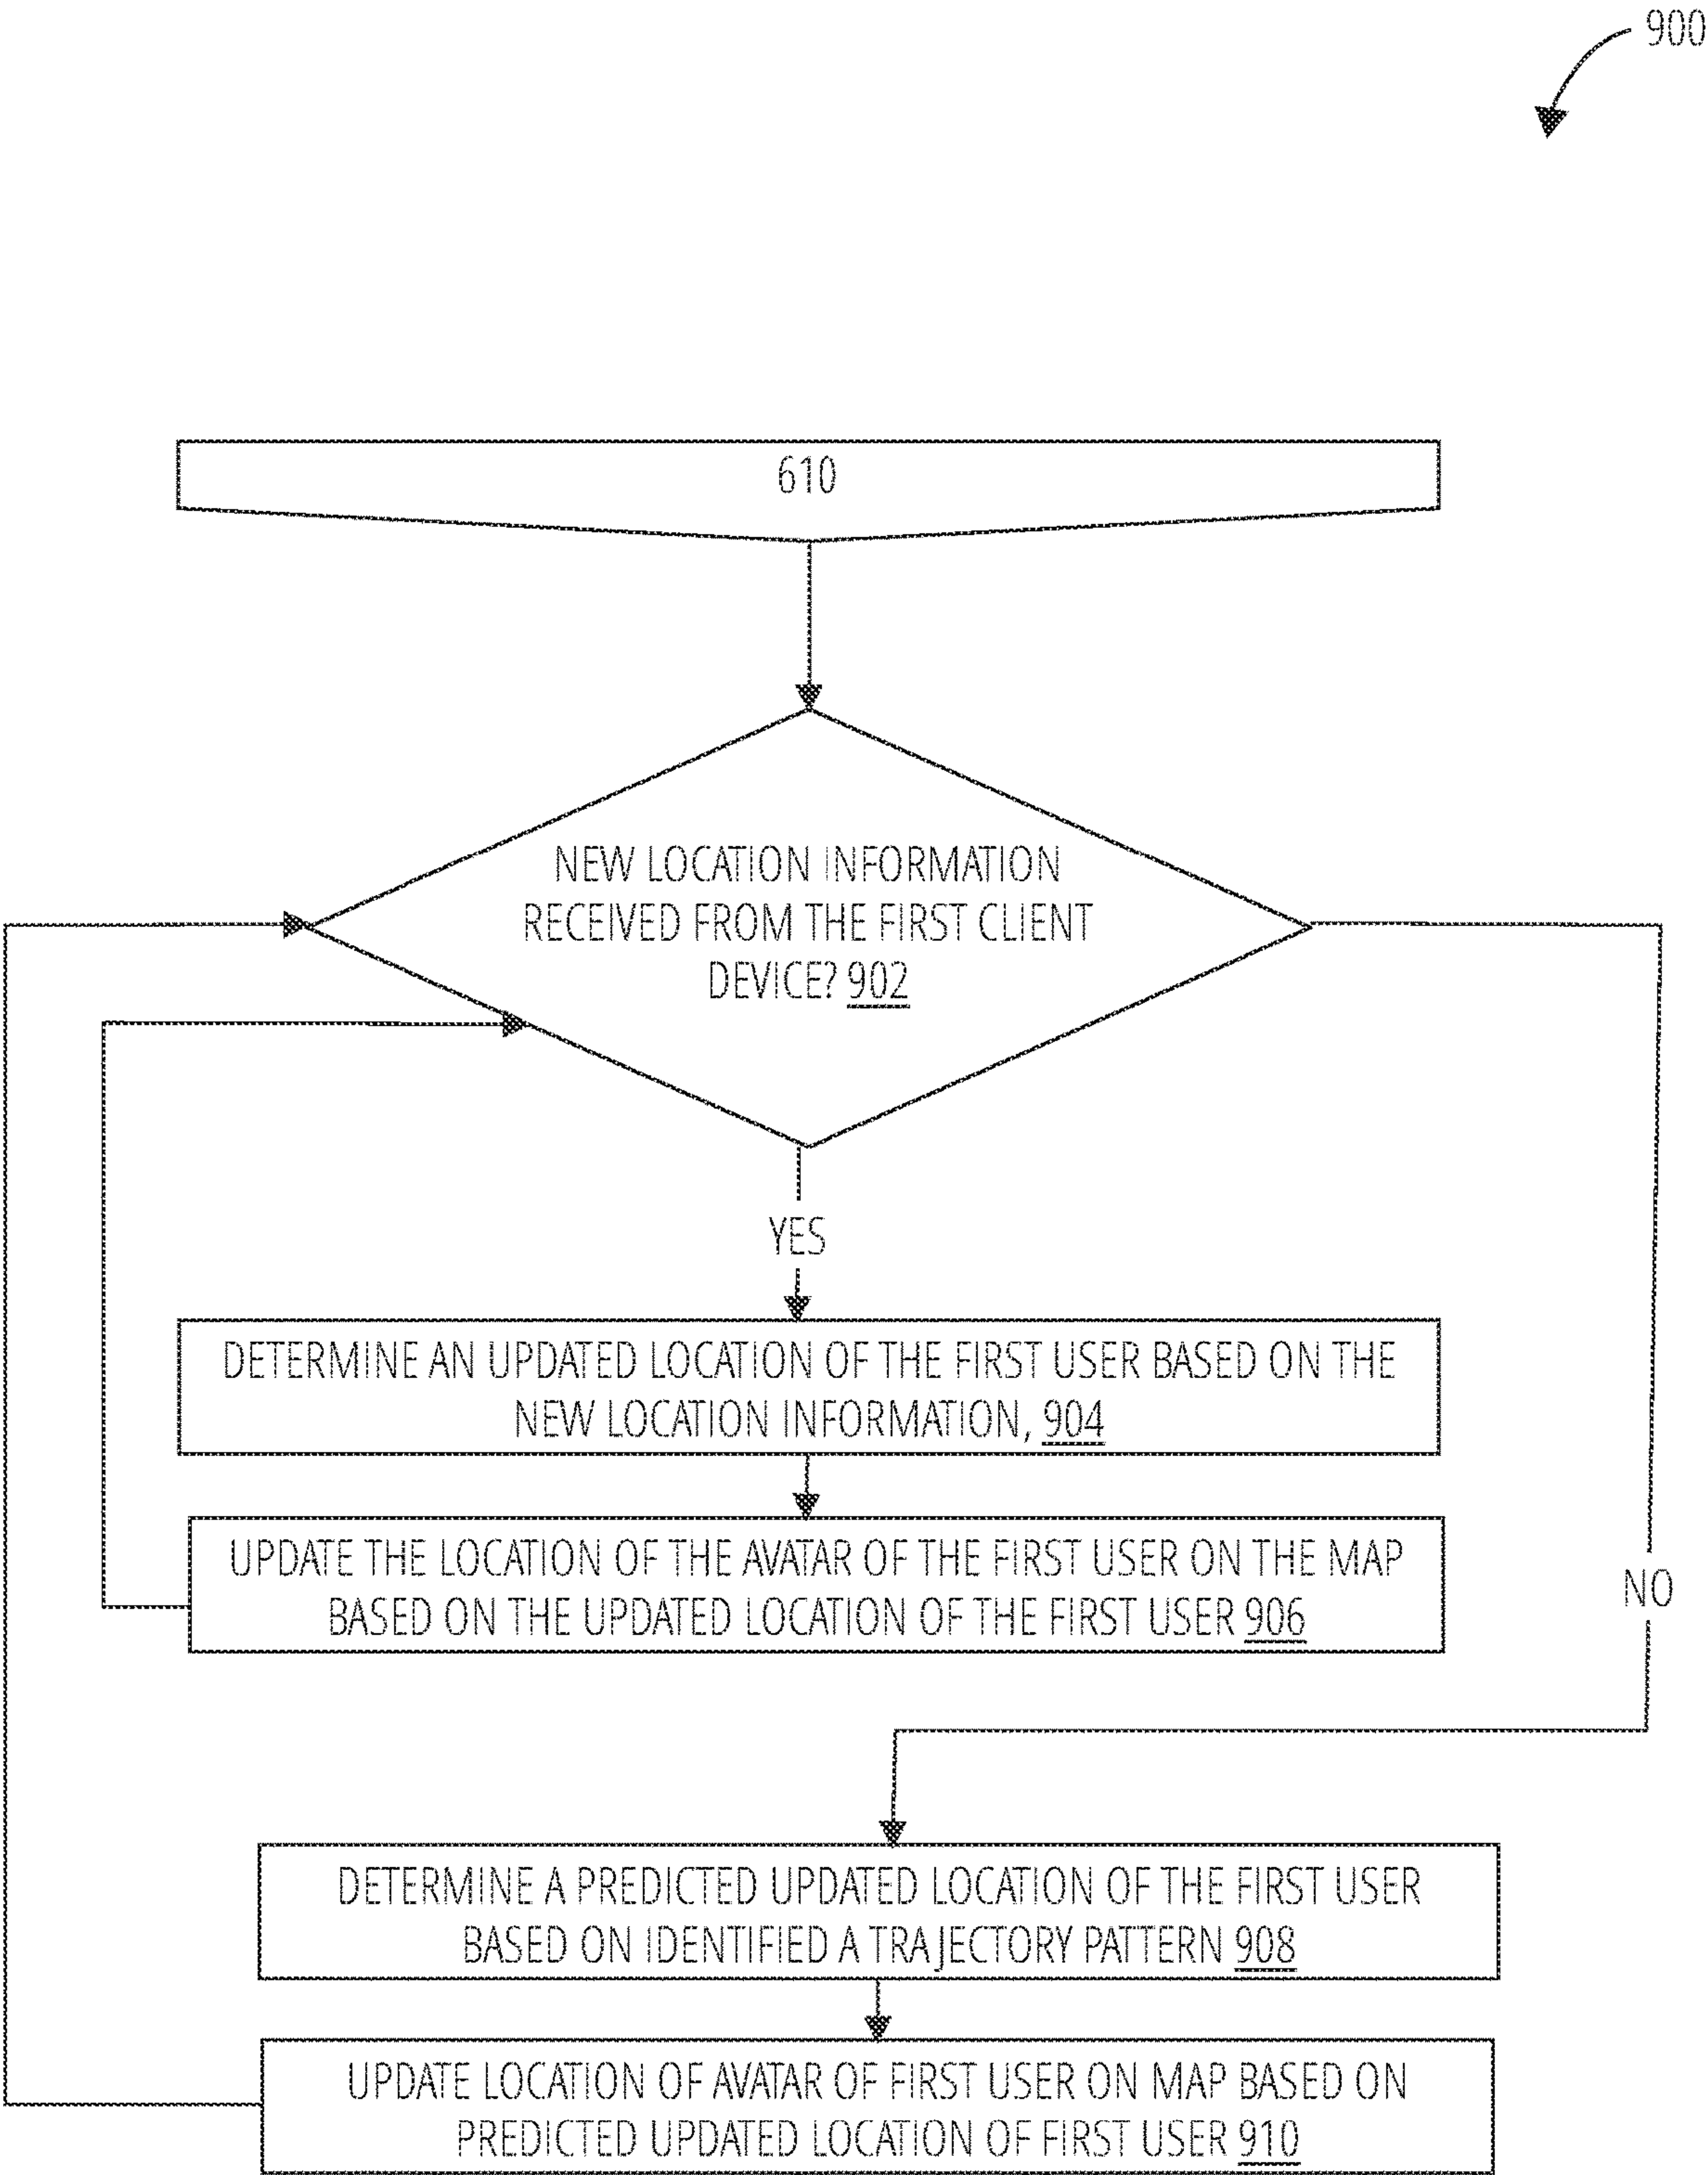 900
610
NEW LOCATION INFORMATION
RECEIVED FROM THE FIRST CLIENT
DEVICE? 902
YES
DETERMINE AN UPDATED LOCATION OF THE FIRST USER BASED ON THE
NEW LOCATION INFORMATION, 904
UPDATE THE LOCATION OF THE AVATAR OF THE FIRST USER ON THE MAP
BASED ON THE UPDATED LOCATION OF THE FIRST USER 906
NO
DETERMINE A PREDICTED UPDATED LOCATION OF THE FIRST USER
BASED ON IDENTIFIED A TRAJECTORY PATTERN 908
UPDATE LOCATION OF AVATAR OF FIRST USER ON MAP BASED ON
PREDICTED UPDATED LOCATION OF FIRST USER 910